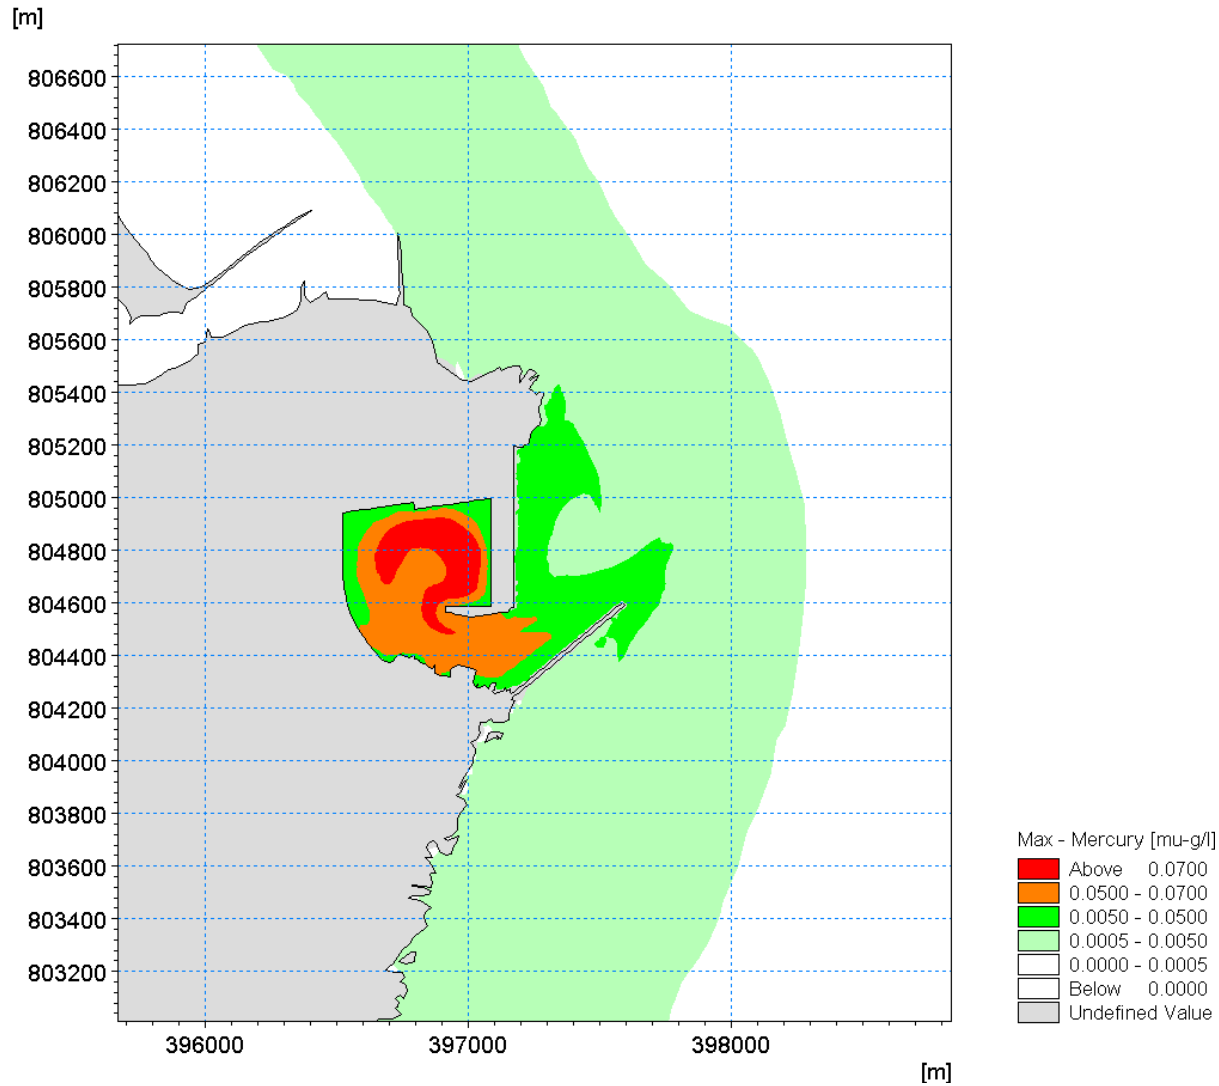 [m]
806600
806400
806200
806000
805800
805600
805400
805200
805000
804800
804600
804400
804200
804000
803800
803600
803400
803200
396000 397000 398000
[m]
Max - Mercury [mu-g/l]
Above 0.0700
0.0500 - 0.0700
0.0050 - 0.0500
0.0005 - 0.0050
0.0000 - 0.0005
Below 0.0000
Undefined Value